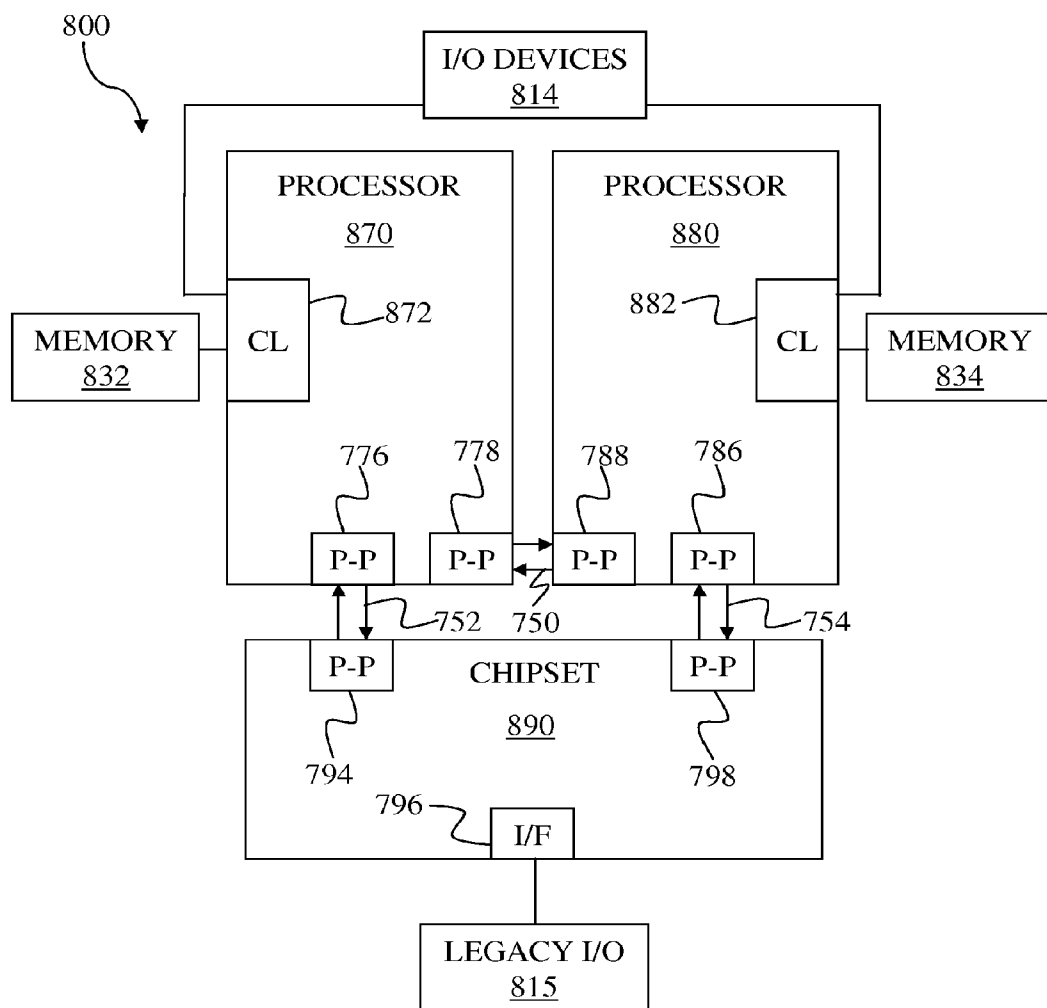 800
I/O DEVICES
814
PROCESSOR
870
PROCESSOR
880
872
882
CL
CL
MEMORY
832
MEMORY
834
776
778
788
786
P-P
P-P
P-P
P-P
752
750
754
P-P
CHIPSET
P-P
890
794
798
796
I/F
LEGACY I/O
815